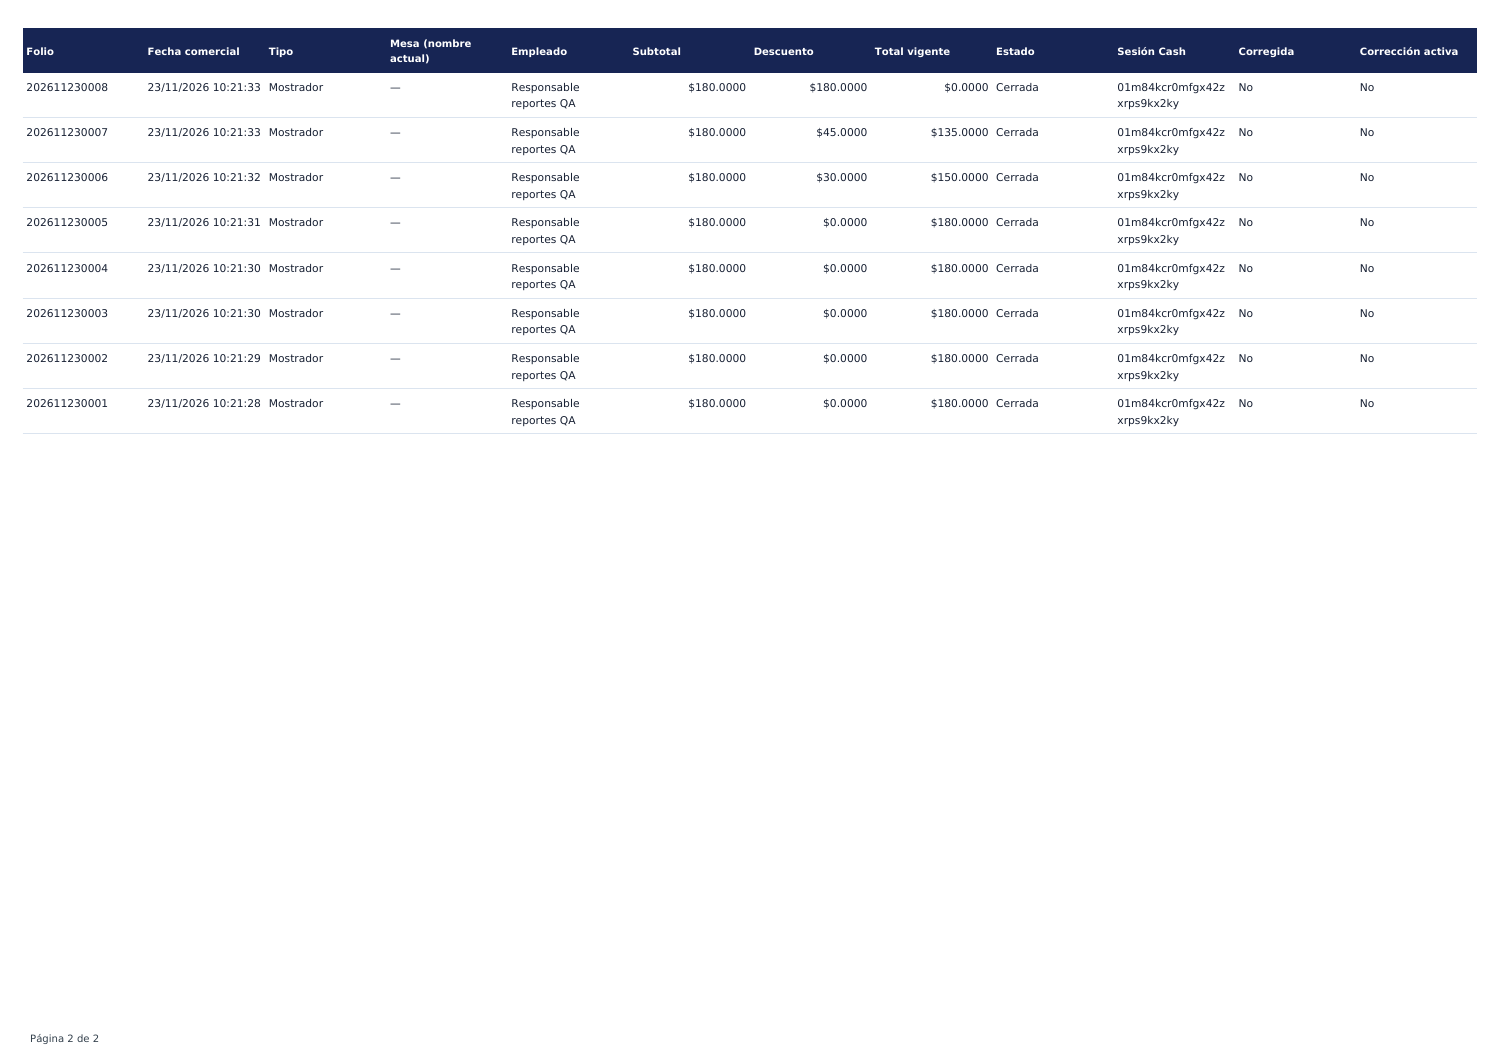 Folio Fecha comercial Tipo Mesa (nombre actual) Empleado Subtotal Descuento Total vigente Estado Sesión Cash Corregida Corrección activa
202611230008 23/11/2026 10:21:33 Mostrador — Responsable $180.0000 $180.0000 $0.0000 Cerrada 01m84kcr0mfgx42z No No
reportes QA xrps9kx2ky
202611230007 23/11/2026 10:21:33 Mostrador — Responsable $180.0000 $45.0000 $135.0000 Cerrada 01m84kcr0mfgx42z No No
reportes QA xrps9kx2ky
202611230006 23/11/2026 10:21:32 Mostrador — Responsable $180.0000 $30.0000 $150.0000 Cerrada 01m84kcr0mfgx42z No No
reportes QA xrps9kx2ky
202611230005 23/11/2026 10:21:31 Mostrador — Responsable $180.0000 $0.0000 $180.0000 Cerrada 01m84kcr0mfgx42z No No
reportes QA xrps9kx2ky
202611230004 23/11/2026 10:21:30 Mostrador — Responsable $180.0000 $0.0000 $180.0000 Cerrada 01m84kcr0mfgx42z No No
reportes QA xrps9kx2ky
202611230003 23/11/2026 10:21:30 Mostrador — Responsable $180.0000 $0.0000 $180.0000 Cerrada 01m84kcr0mfgx42z No No
reportes QA xrps9kx2ky
202611230002 23/11/2026 10:21:29 Mostrador — Responsable $180.0000 $0.0000 $180.0000 Cerrada 01m84kcr0mfgx42z No No
reportes QA xrps9kx2ky
202611230001 23/11/2026 10:21:28 Mostrador — Responsable $180.0000 $0.0000 $180.0000 Cerrada 01m84kcr0mfgx42z No No
reportes QA xrps9kx2ky
Página 2 de 2